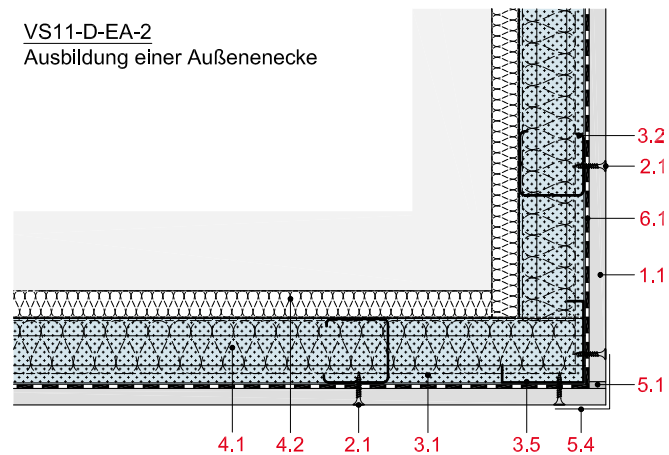 VS11-D-EA-2
Ausbildung einer Außenenecke
3.2
2.1
6.1
1.1
5.1
4.1 4.2 2.1 3.1 3.5 5.4